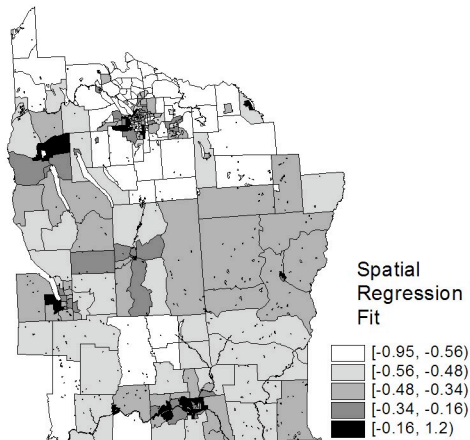 Spatial
Regression
Fit
[-0.95, -0.56)
[-0.56, -0.48)
[-0.48, -0.34)
[-0.34, -0.16)
[-0.16, 1.2)